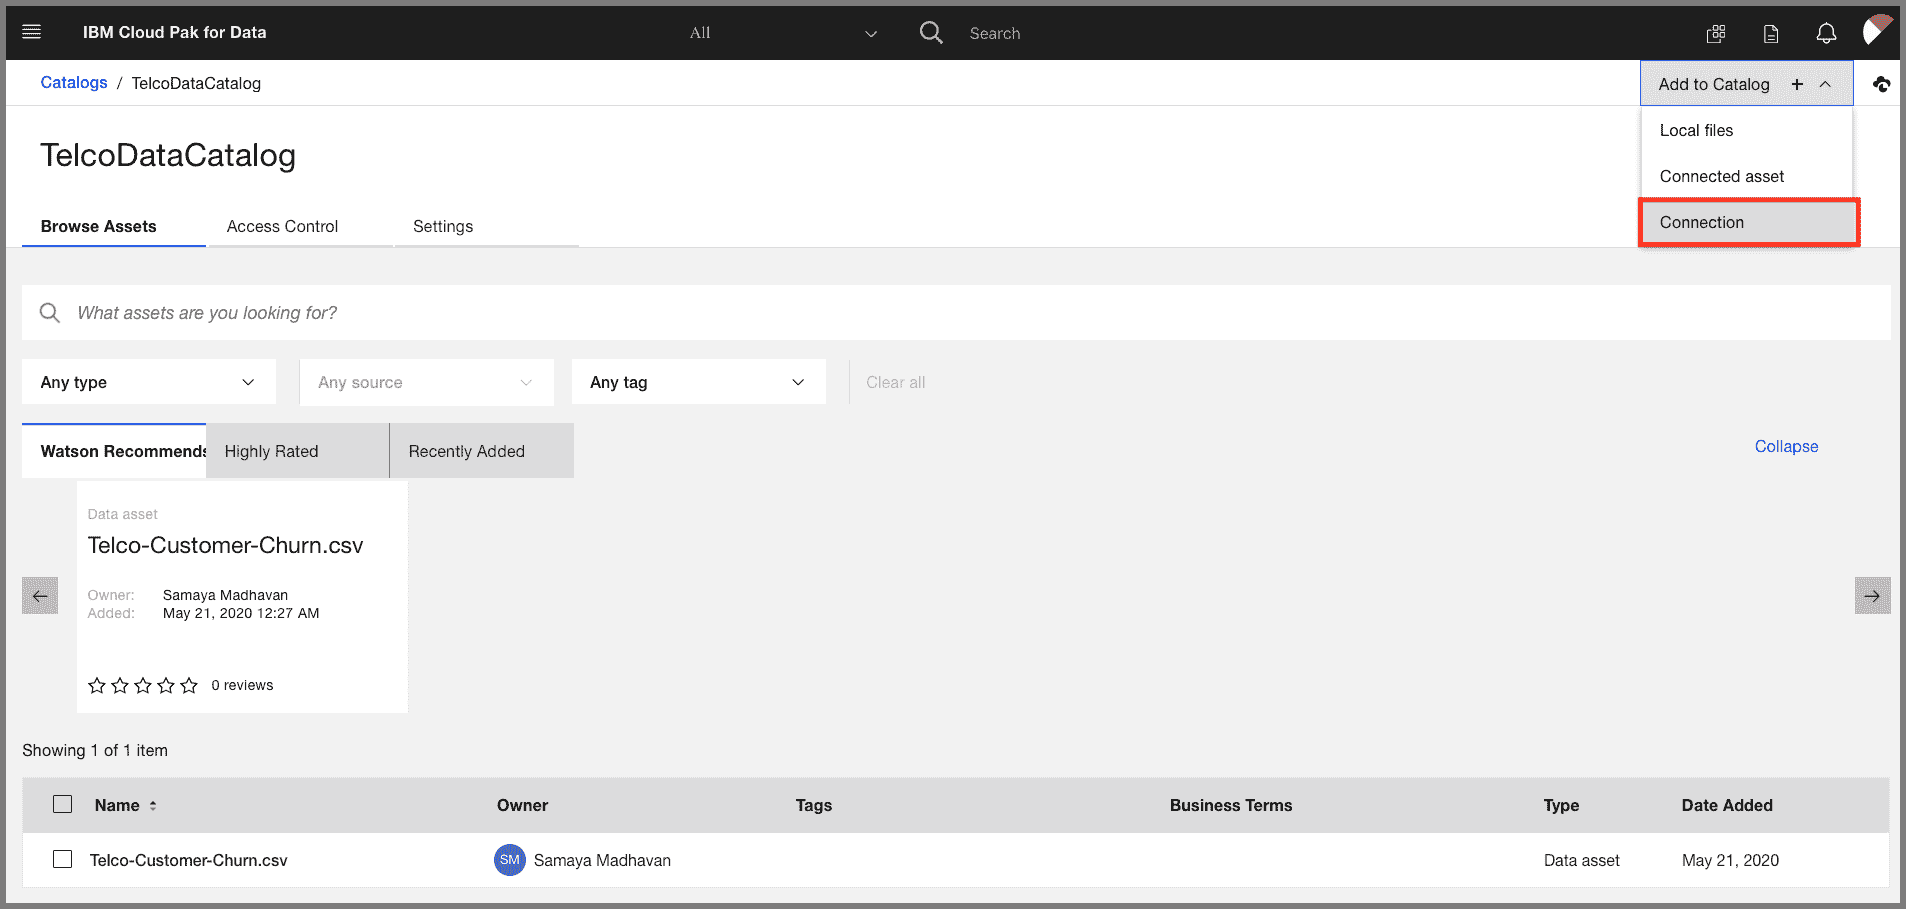 IBM Cloud Pak for Data
All
Search
Catalogs / TelcoDataCatalog
Add to Catalog +
Local files
Connected asset
Connection
TelcoDataCatalog
Browse Assets
Access Control
Settings
What assets are you looking for?
Any type
Any source
Any tag
Clear all
Watson Recommends
Highly Rated
Recently Added
Collapse
Data asset
Telco-Customer-Churn.csv
Owner: Samaya Madhavan
Added: May 21, 2020 12:27 AM
0 reviews
Showing 1 of 1 item
Name Owner Tags Business Terms Type Date Added
Telco-Customer-Churn.csv SM Samaya Madhavan Data asset May 21, 2020